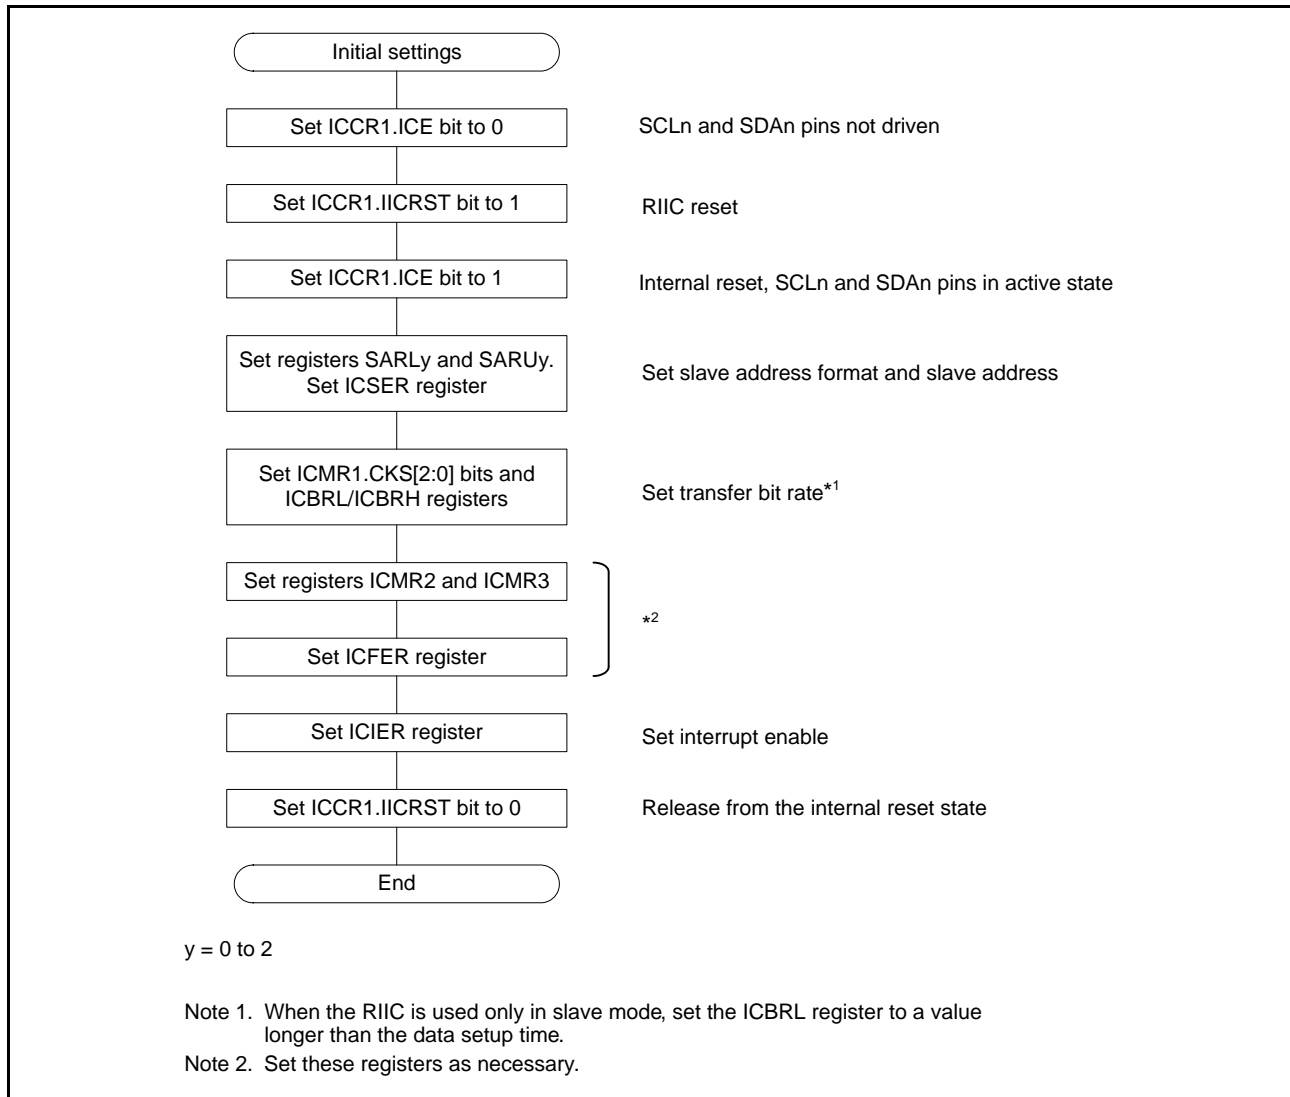 Initial settings
Set ICCR1.ICE bit to 0
SCLn and SDAn pins not driven
Set ICCR1.IICRST bit to 1
RIIC reset
Set ICCR1.ICE bit to 1
Internal reset, SCLn and SDAn pins in active state
Set registers SARLy and SARUy.
Set ICSER register
Set slave address format and slave address
Set ICMR1.CKS[2:0] bits and
ICBRL/ICBRH registers
Set transfer bit rate*1
Set registers ICMR2 and ICMR3
*2
Set ICFER register
Set ICIER register
Set interrupt enable
Set ICCR1.IICRST bit to 0
Release from the internal reset state
End
y = 0 to 2
Note 1. When the RIIC is used only in slave mode, set the ICBRL register to a value
longer than the data setup time.
Note 2. Set these registers as necessary.